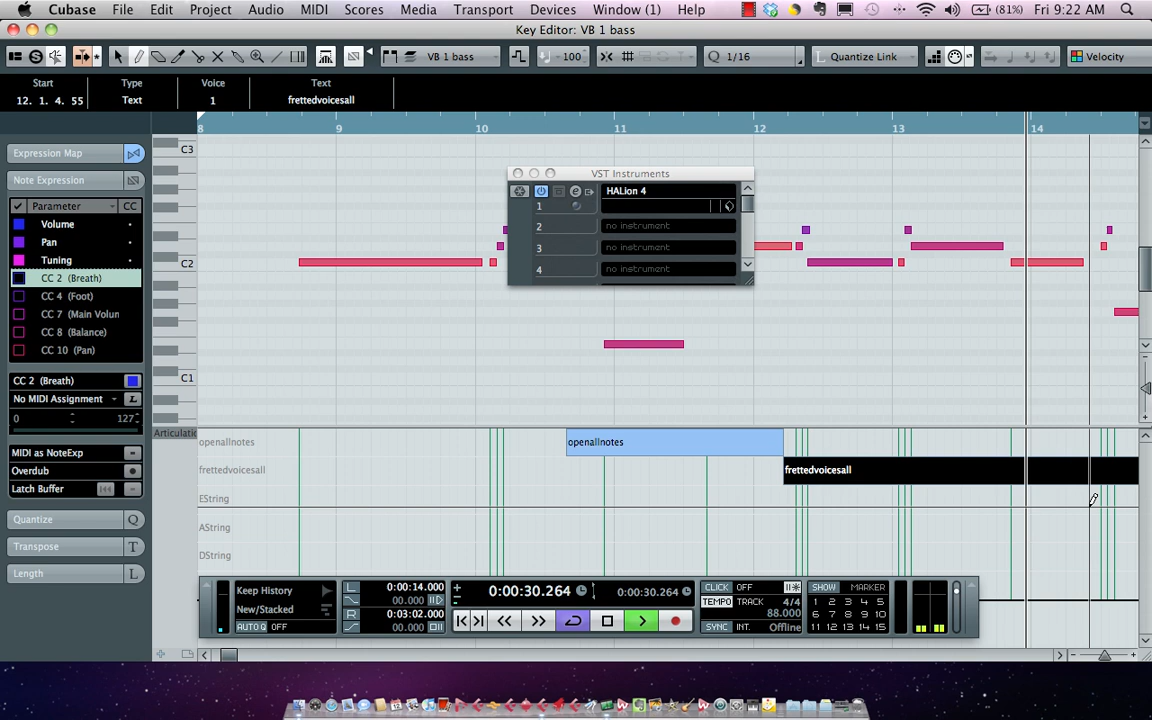 Cubase File Edit Project Audio MIDI Scores Media Transport Devices Window (1) Help (81%) Fri 9:22 AM
Key Editor: VB 1 bass
VB 1 bass 100 Q 1/16 Quantize Link Velocity
Start Type Voice Text
12. 1. 4. 55 Text 1 frettedvoicesall
8 9 10 11 12 13 14
Expression Map
Note Expression
Parameter CC
Volume
Pan
Tuning
CC 2 (Breath)
CC 4 (Foot)
CC 7 (Main Volun
CC 8 (Balance)
CC 10 (Pan)
CC 2 (Breath)
No MIDI Assignment L
0 127
MIDI as NoteExp
Overdub
Latch Buffer
Quantize Q
Transpose T
Length L
C3
C2
C1
VST Instruments
HALion 4
1
2 no instrument
3 no instrument
4 no instrument
Articulatio
openallnotes openallnotes
frettedvoicesall frettedvoicesall
EString
AString
DString
Keep History
New/Stacked
AUTO Q OFF
L 0:00:14.000
00.000
R 0:03:02.000
00.000
0:00:30.264 0:00:30.264
CLICK OFF
TEMPO TRACK 4/4
88.000
SYNC INT. Offline
SHOW MARKER
1 2 3 4 5
6 7 8 9 10
11 12 13 14 15